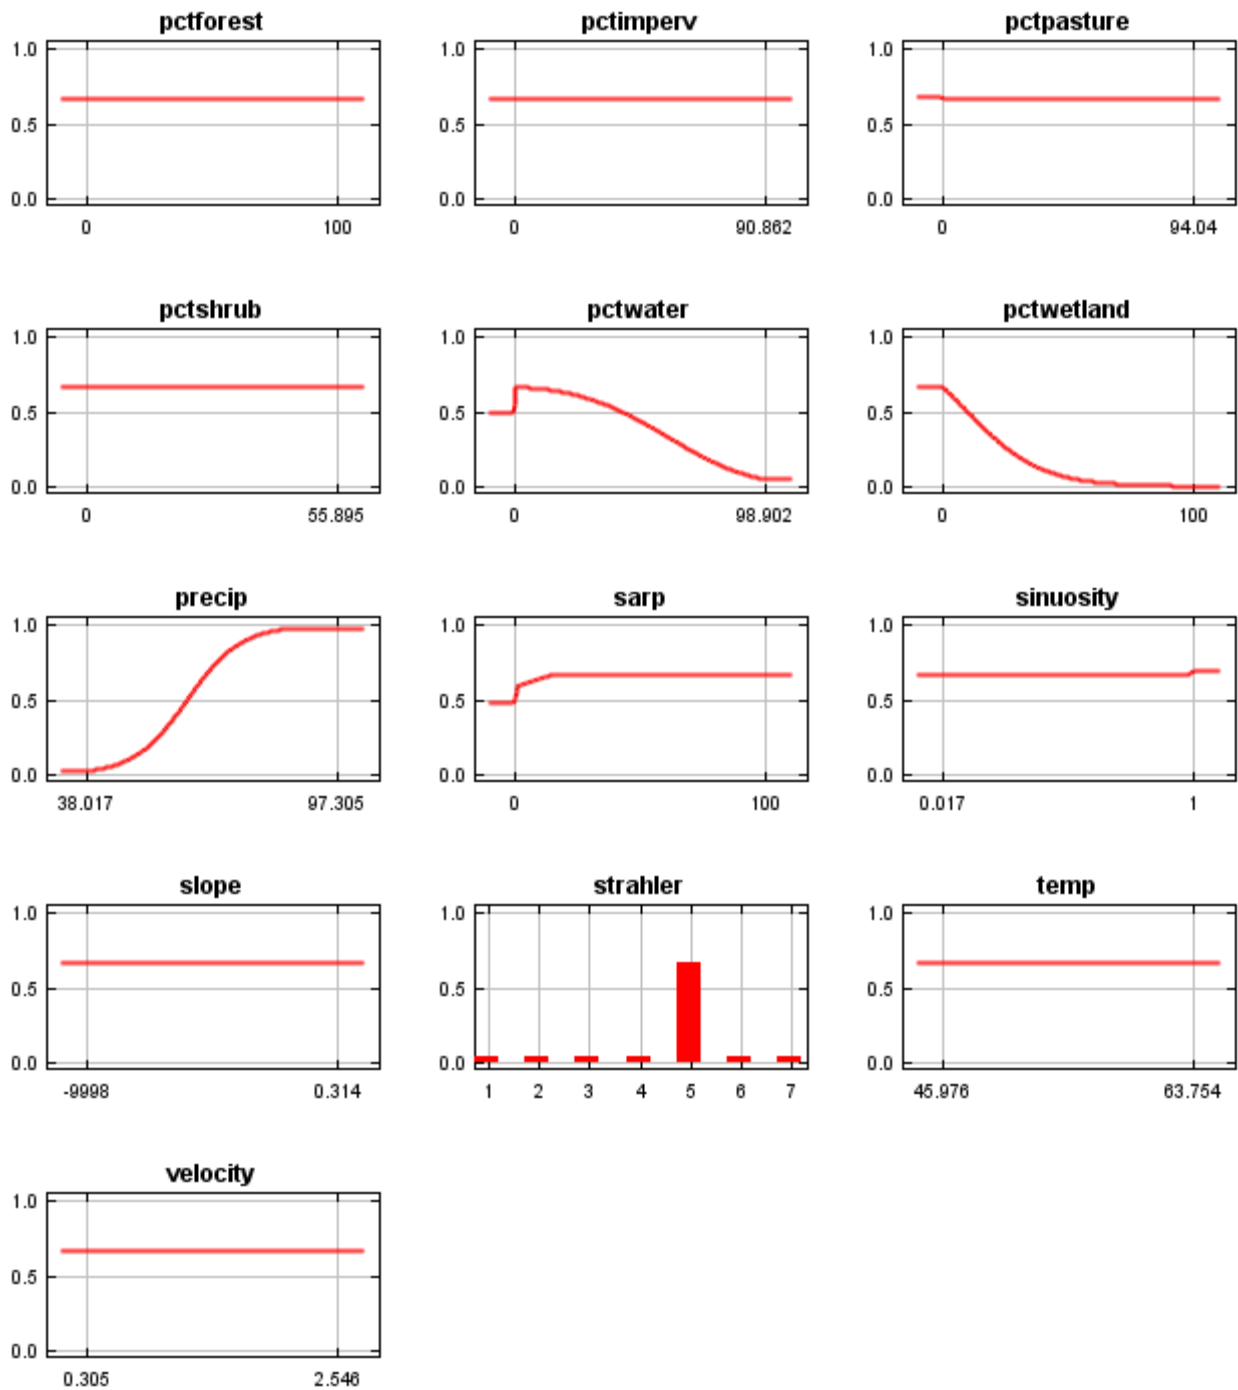 pctforest pctimperv pctpasture
1.0 1.0 1.0
0.5 0.5 0.5
0.0 0.0 0.0
0 100 0 90.862 0 94.04
pctshrub pctwater pctwetland
1.0 1.0 1.0
0.5 0.5 0.5
0.0 0.0 0.0
0 55.895 0 98.902 0 100
precip sarp sinuosity
1.0 1.0 1.0
0.5 0.5 0.5
0.0 0.0 0.0
38.017 97.305 0 100 0.017 1
slope strahler temp
1.0 1.0 1.0
0.5 0.5 0.5
0.0 0.0 0.0
-9998 0.314 1 2 3 4 5 6 7 45.976 63.754
velocity
1.0
0.5
0.0
0.305 2.546